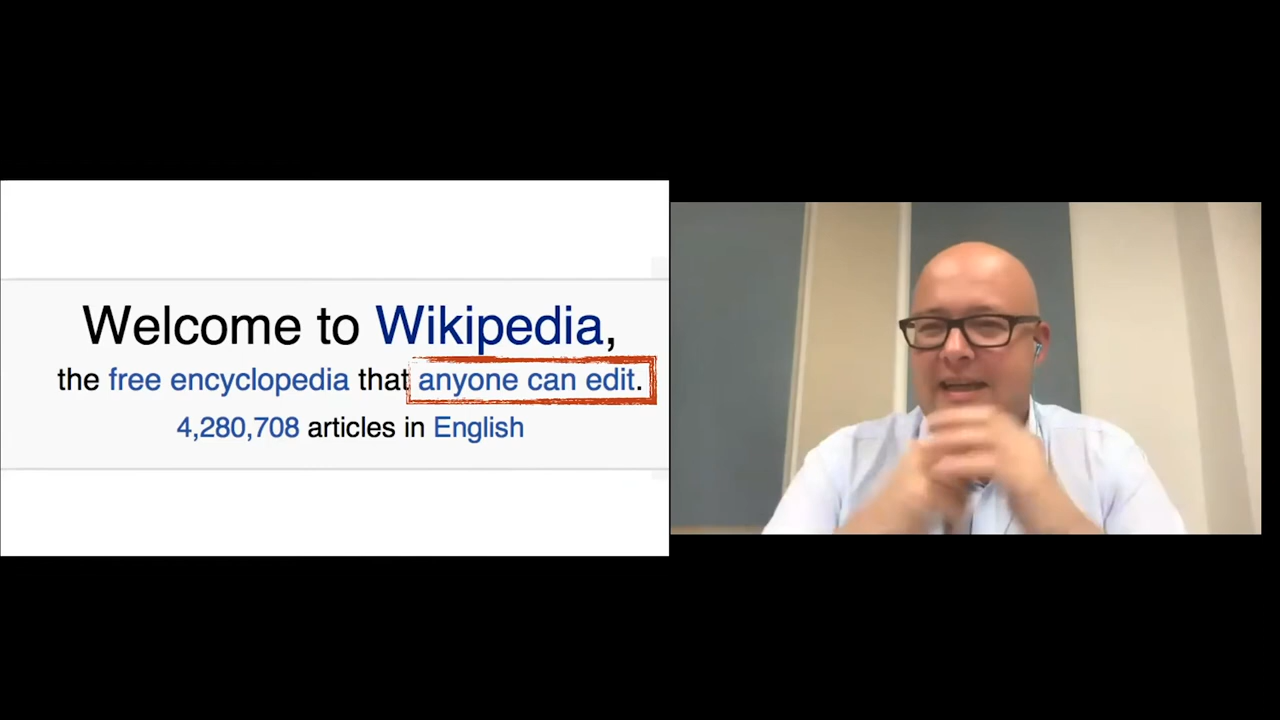 Welcome to Wikipedia,
the free encyclopedia that anyone can edit.
4,280,708 articles in English